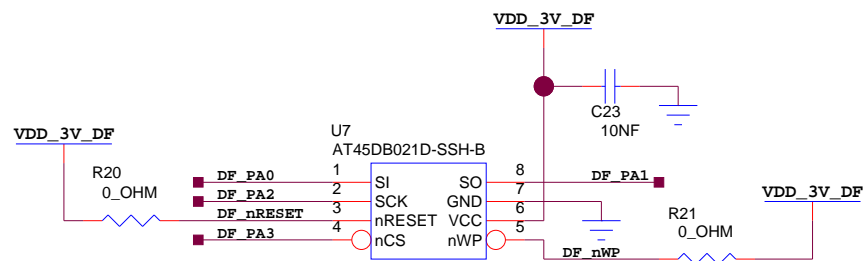 VDD_3V_DF
C23
10NF
U7
AT45DB021D-SSH-B
VDD_3V_DF
R20
0_OHM
DF_PA0 1 SI SO 8 DF_PA1
DF_PA2 2 SCK GND 7
DF_nRESET 3 nRESET VCC 6
DF_PA3 4 nCS nWP 5
DF_nWP
R21
0_OHM
VDD_3V_DF